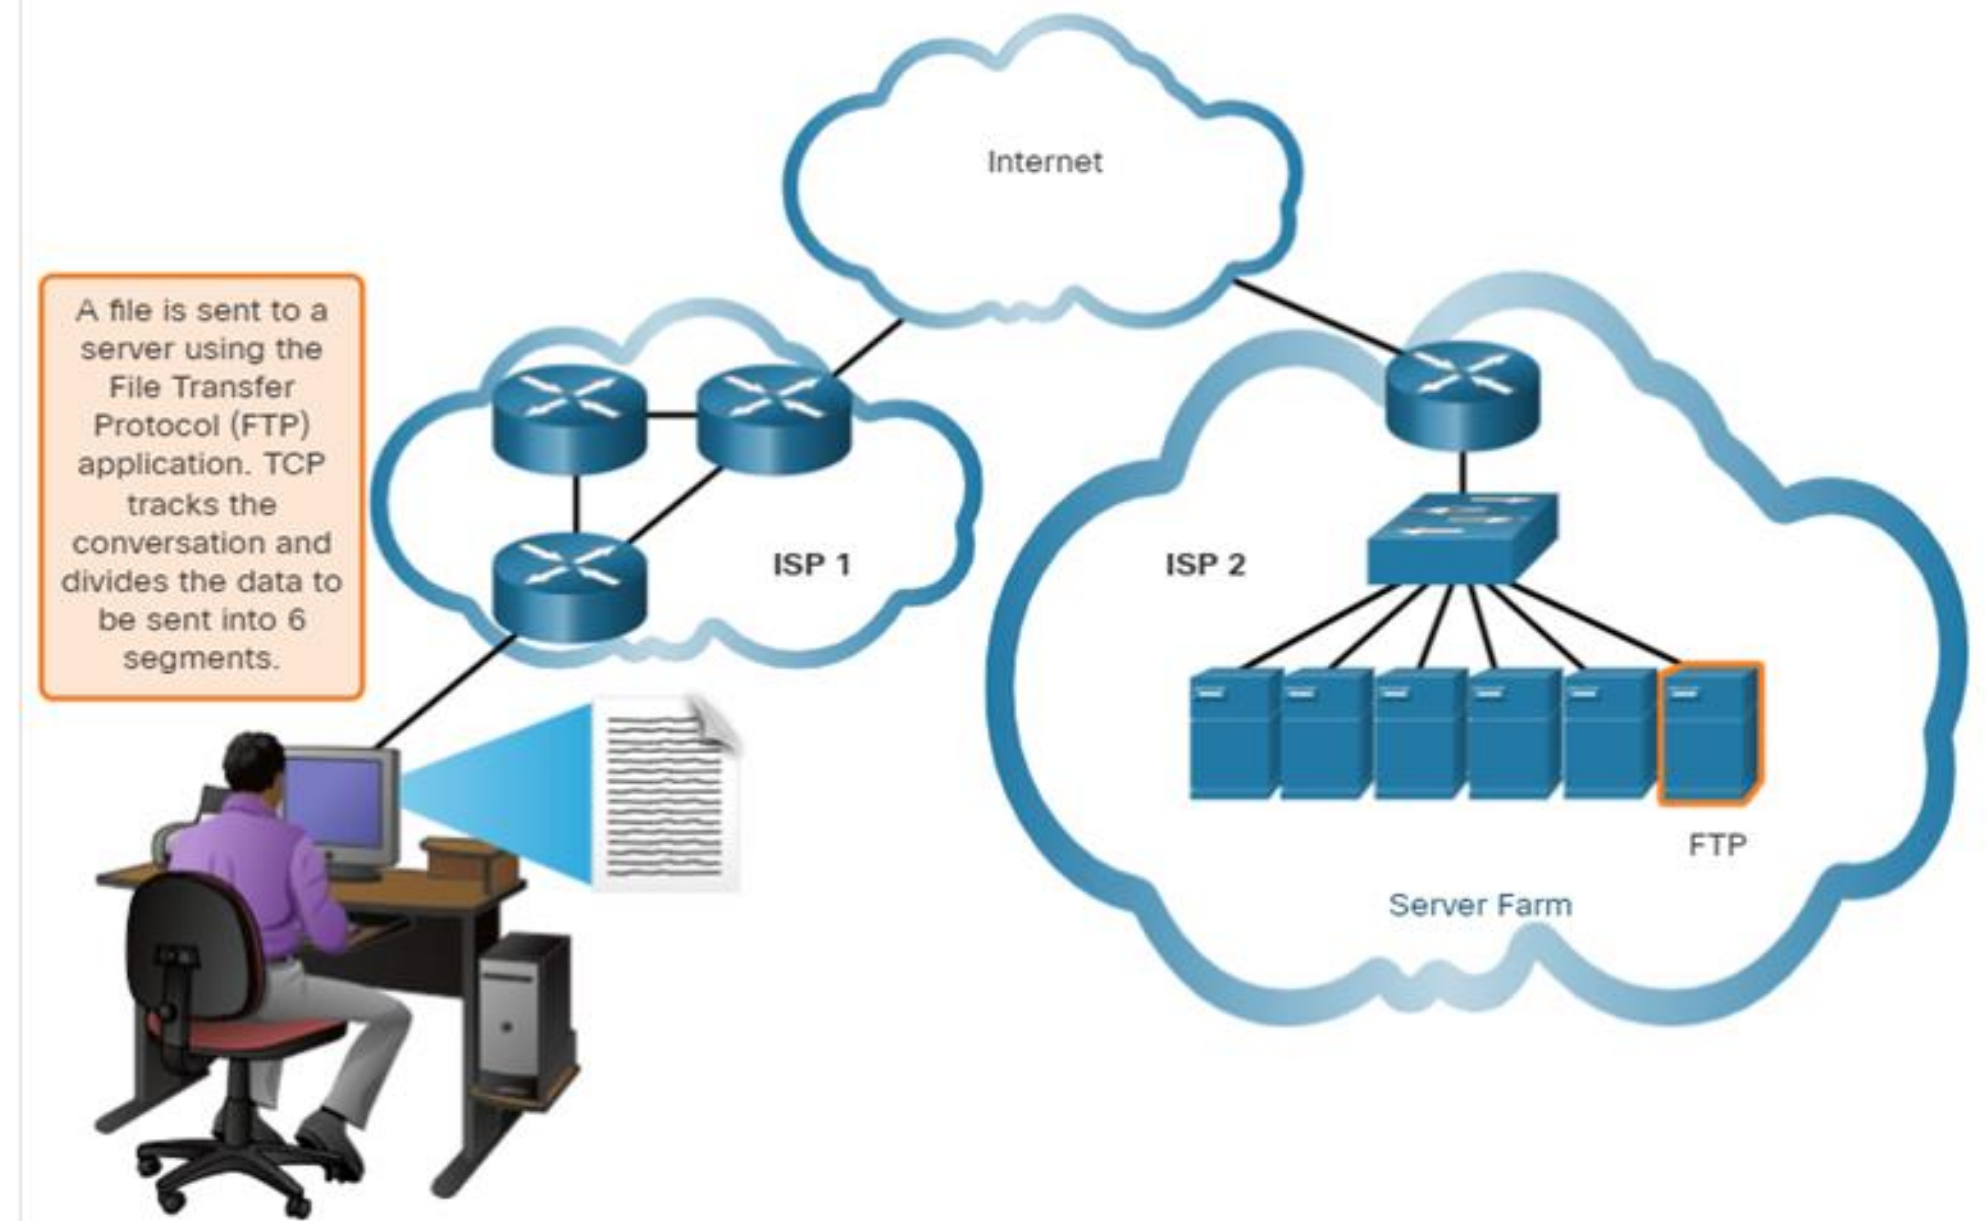 Internet
A file is sent to a
server using the
File Transfer
Protocol (FTP)
application. TCP
tracks the
conversation and
divides the data to
be sent into 6
segments.
ISP 1
ISP 2
FTP
Server Farm